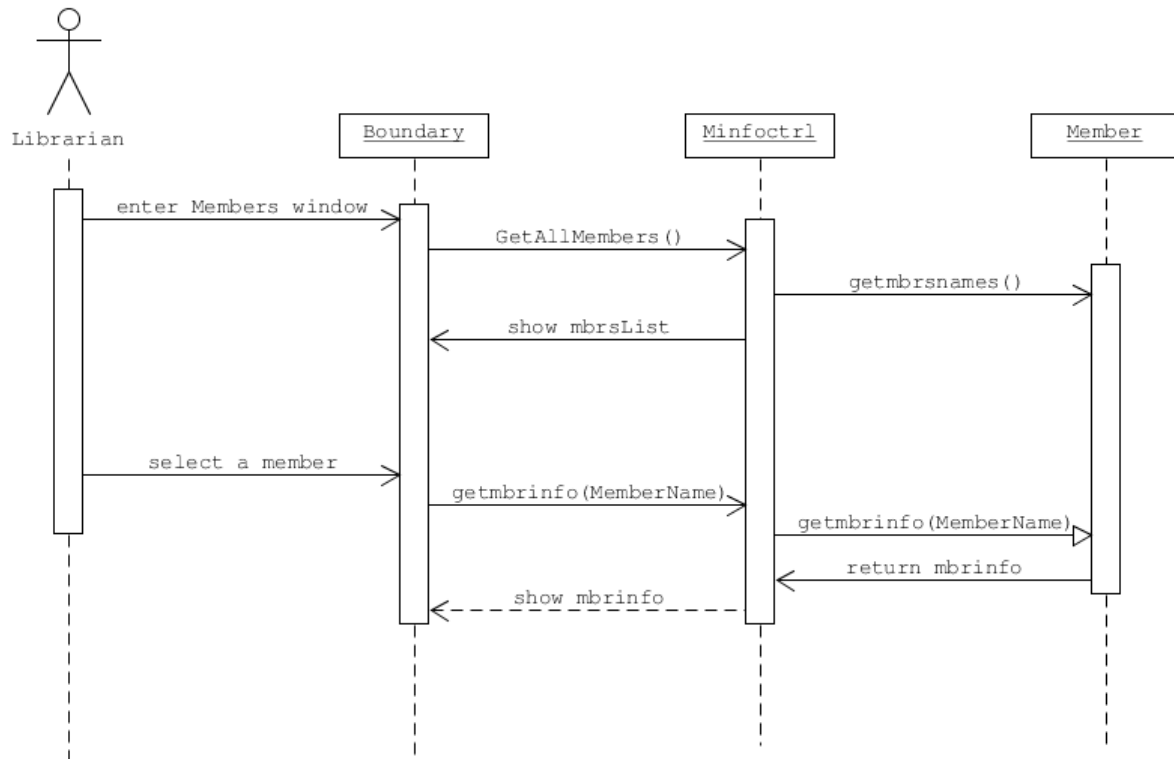 Librarian
Boundary
Minfoctrl
Member
enter Members window
GetAllMembers()
getmbrsnames()
show mbrsList
select a member
getmbrinfo(MemberName)
getmbrinfo(MemberName)
return mbrinfo
show mbrinfo